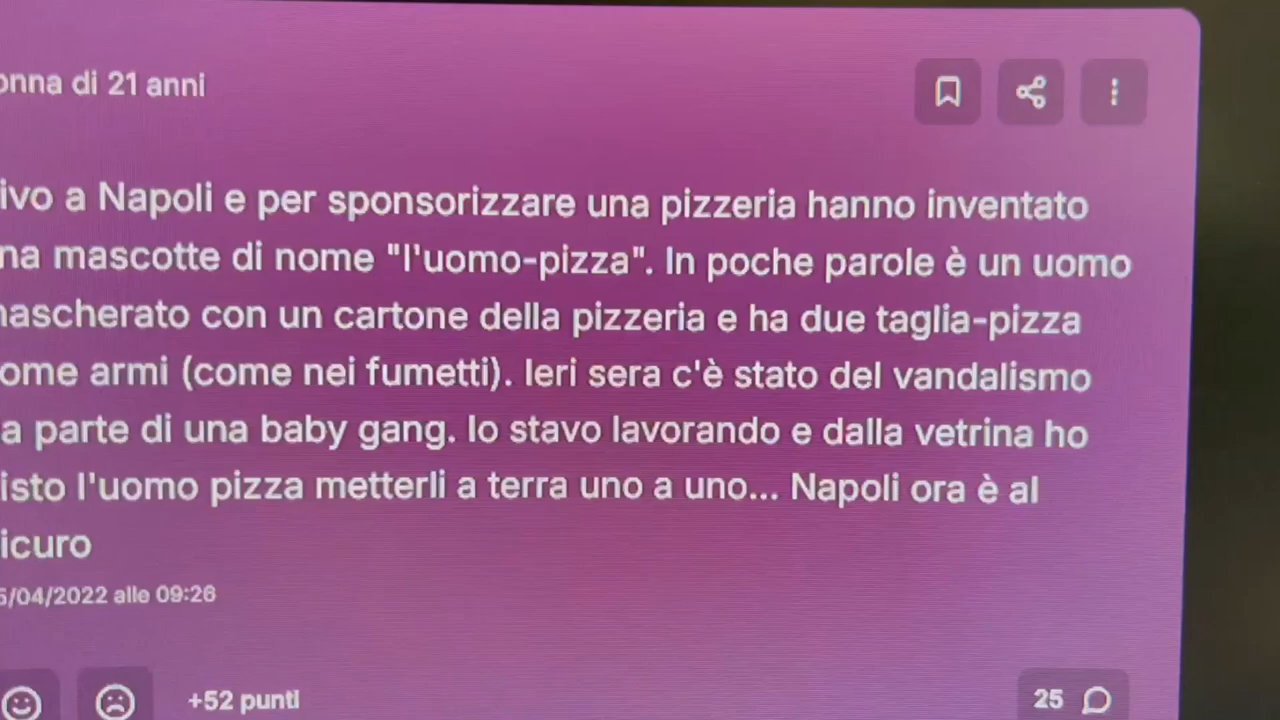 onna di 21 anni
ivo a Napoli e per sponsorizzare una pizzeria hanno inventato
na mascotte di nome "l'uomo-pizza". In poche parole è un uomo
nascherato con un cartone della pizzeria e ha due taglia-pizza
ome armi (come nei fumetti). Ieri sera c'è stato del vandalismo
a parte di una baby gang. Io stavo lavorando e dalla vetrina ho
isto l'uomo pizza metterli a terra uno a uno... Napoli ora è al
icuro
5/04/2022 alle 09:26
+52 punti
25